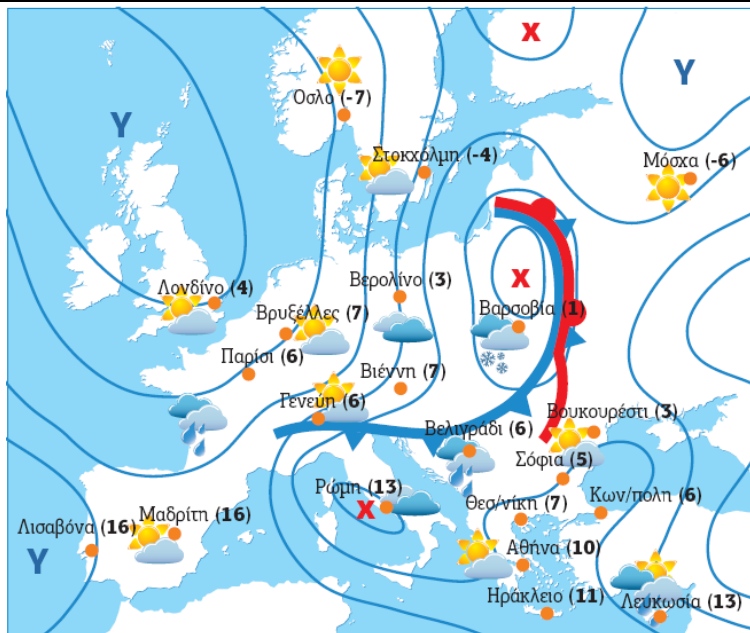 Χ
Υ
Οσλο (-7)
Υ
Στοκχόλμη (-4)
Μόσχα (-6)
Χ
Λονδίνο (4)
Βερολίνο (3)
Βρυξέλλες (7)
Βαρσοβία (1)
Παρίσι (6)
Βιέννη (7)
Γενεύη (6)
Βουκουρέστι (3)
Βελιγράδι (6)
Σόφια (5)
Ρώμη (13)
Χ
Θεσ/νίκη (7)
Κων/πολη (6)
Λισαβόνα (16)
Μαδρίτη (16)
Υ
Αθήνα (10)
Ηράκλειο (11)
Λευκωσία (13)